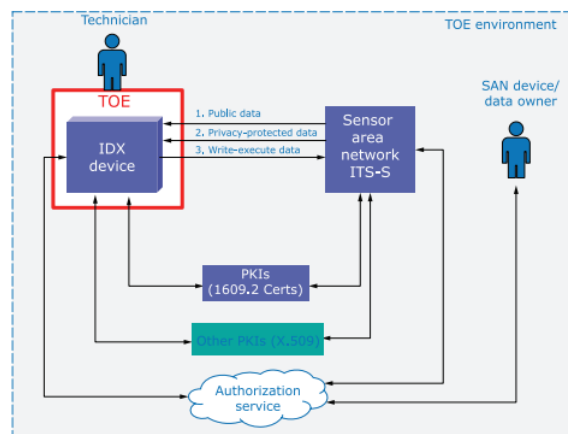 Technician
TOE environment
TOE
SAN device/
data owner
1. Public data
2. Privacy-protected data
3, Write-execute data
IDX
device
Sensor
area
network
ITS-S
PKIs
(1609.2 Certs)
Other PKIs (X.509)
Authorization
service